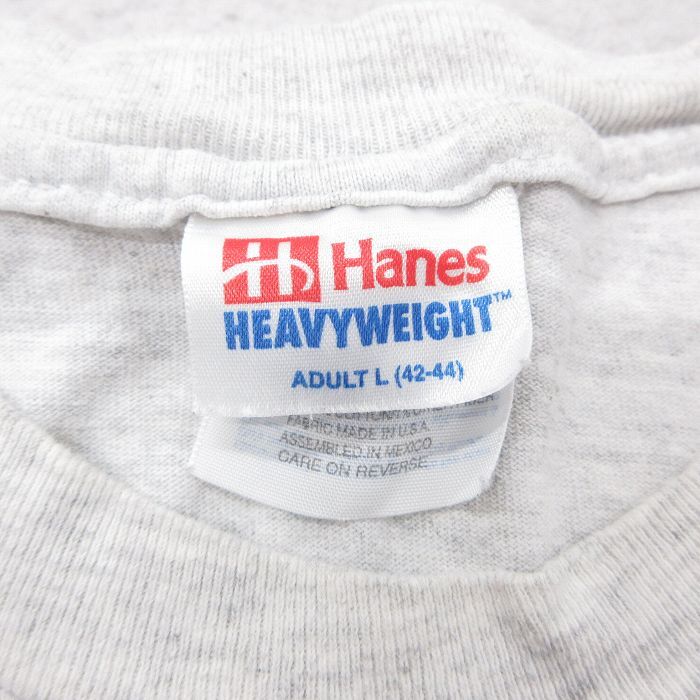 Hanes
HEAVYWEIGHT™
ADULT L (42-44)
FABRIC MADE IN U.S.A.
ASSEMBLED IN MEXICO
CARE ON REVERSE